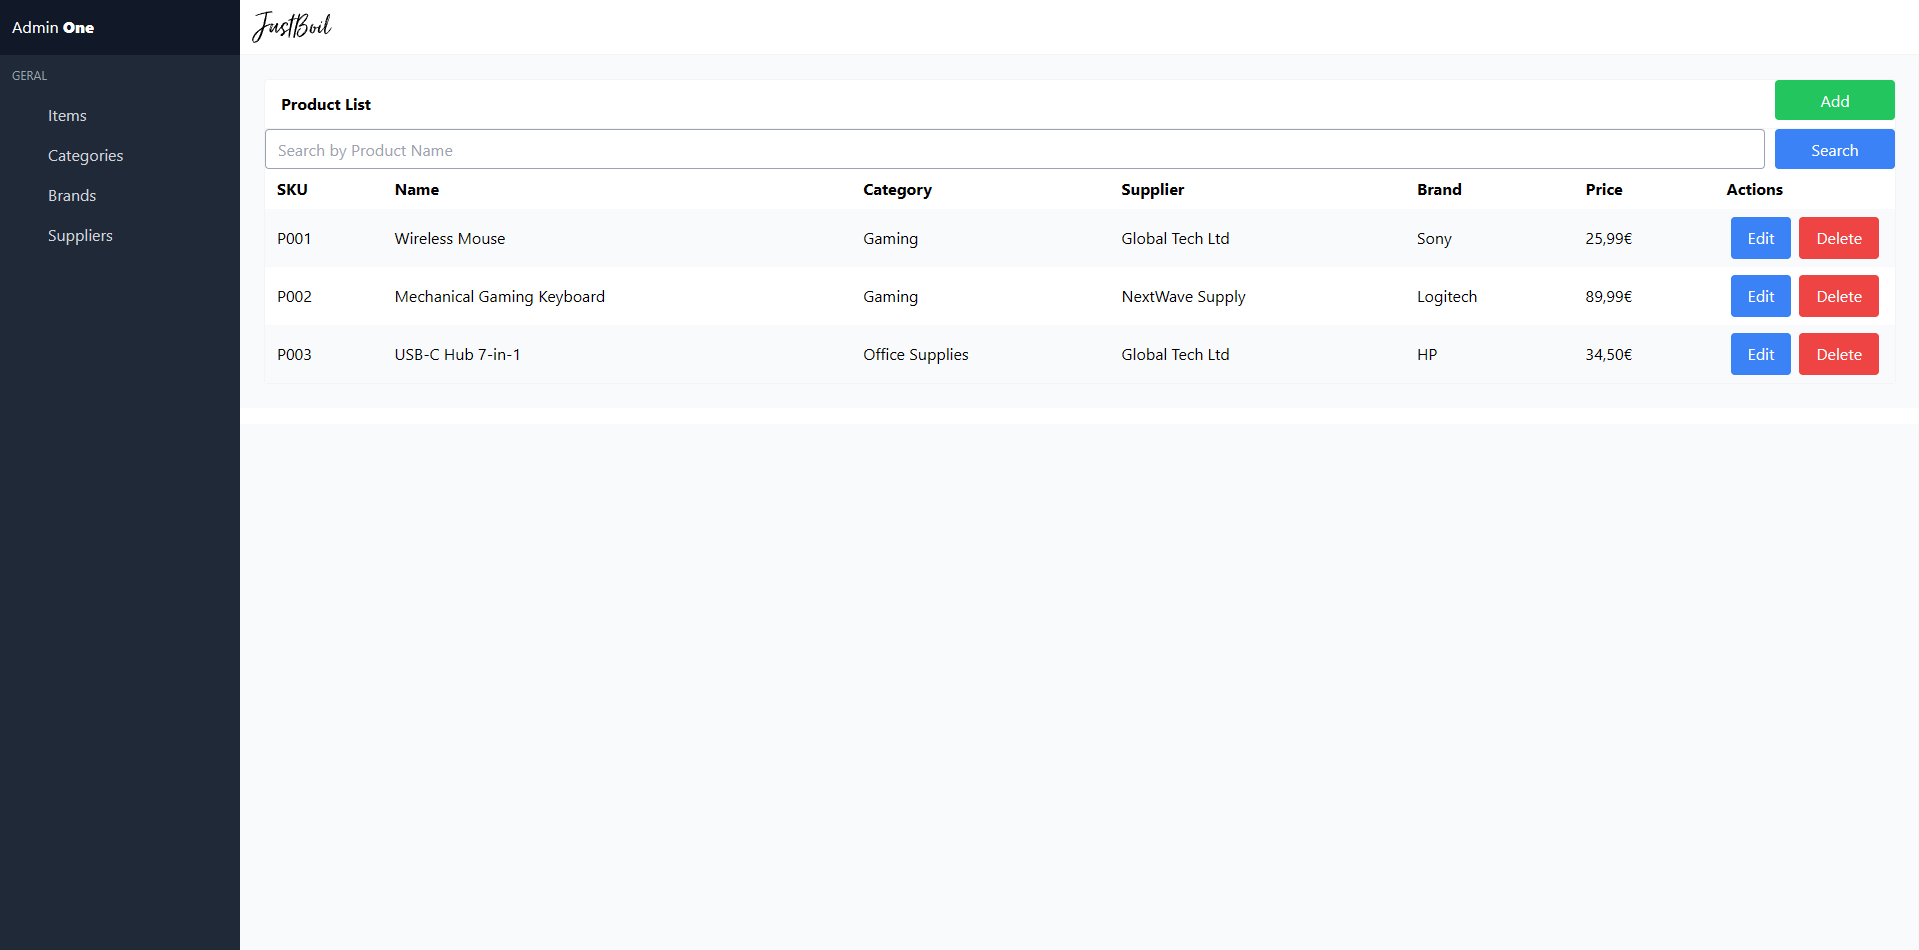 Admin One
JustBoil
GERAL
Items
Categories
Brands
Suppliers
Product List
Add
Search by Product Name
Search
SKU Name Category Supplier Brand Price Actions
P001 Wireless Mouse Gaming Global Tech Ltd Sony 25,99€ Edit Delete
P002 Mechanical Gaming Keyboard Gaming NextWave Supply Logitech 89,99€ Edit Delete
P003 USB-C Hub 7-in-1 Office Supplies Global Tech Ltd HP 34,50€ Edit Delete